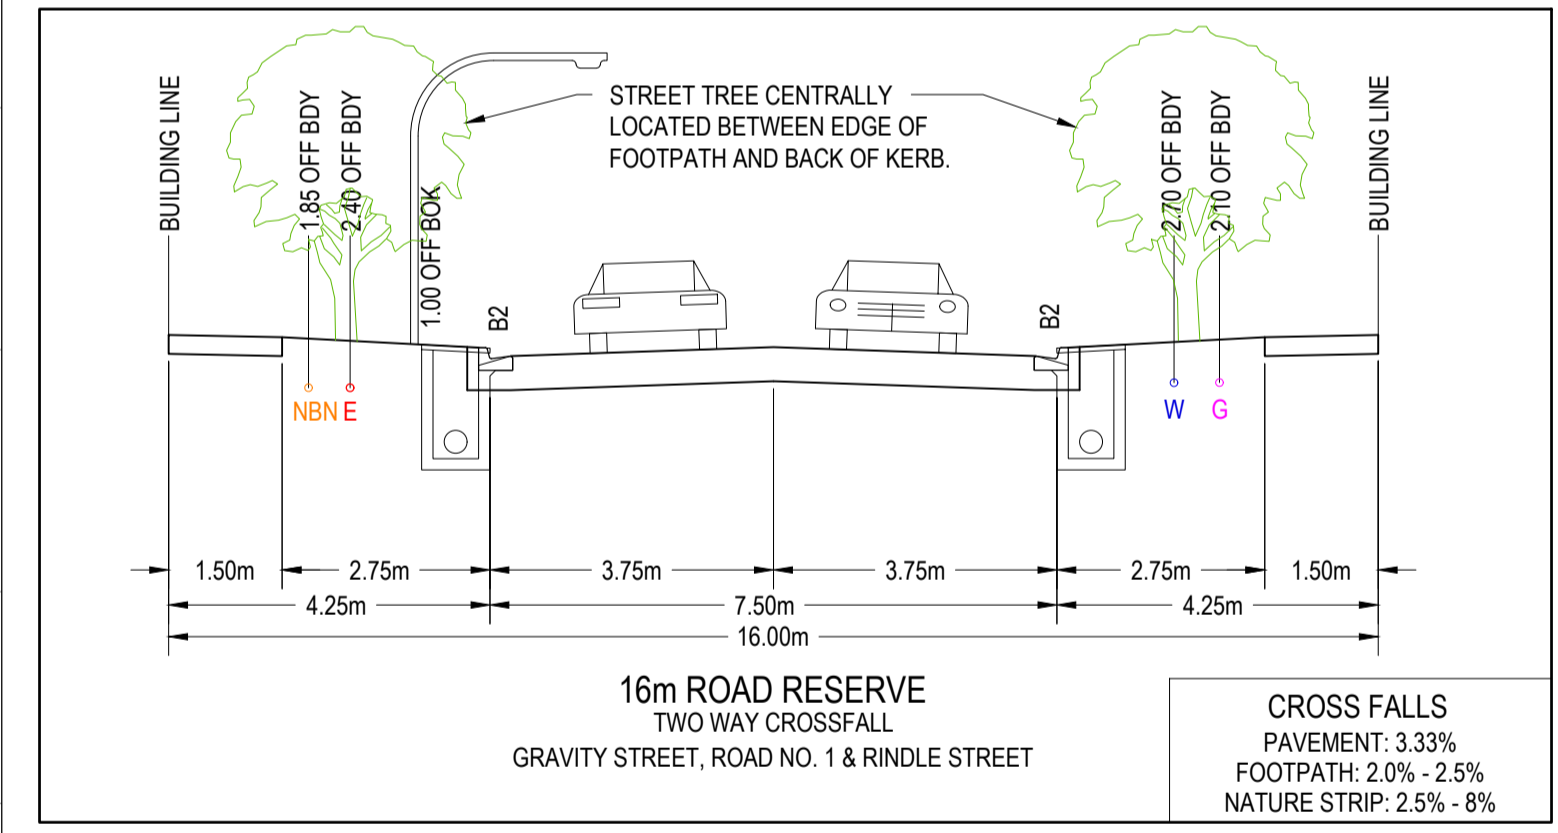 STREET TREE CENTRALLY
LOCATED BETWEEN EDGE OF
FOOTPATH AND BACK OF KERB.
BUILDING LINE
1.85 OFF BDY
2.40 OFF BDY
1.00 OFF BOK
B2
B2
2.70 OFF BDY
2.10 OFF BDY
BUILDING LINE
NBN E
W G
1.50m 2.75m 3.75m 3.75m 2.75m 1.50m
4.25m 7.50m 4.25m
16.00m
16m ROAD RESERVE
TWO WAY CROSSFALL
GRAVITY STREET, ROAD NO. 1 & RINDLE STREET
CROSS FALLS
PAVEMENT: 3.33%
FOOTPATH: 2.0% - 2.5%
NATURE STRIP: 2.5% - 8%